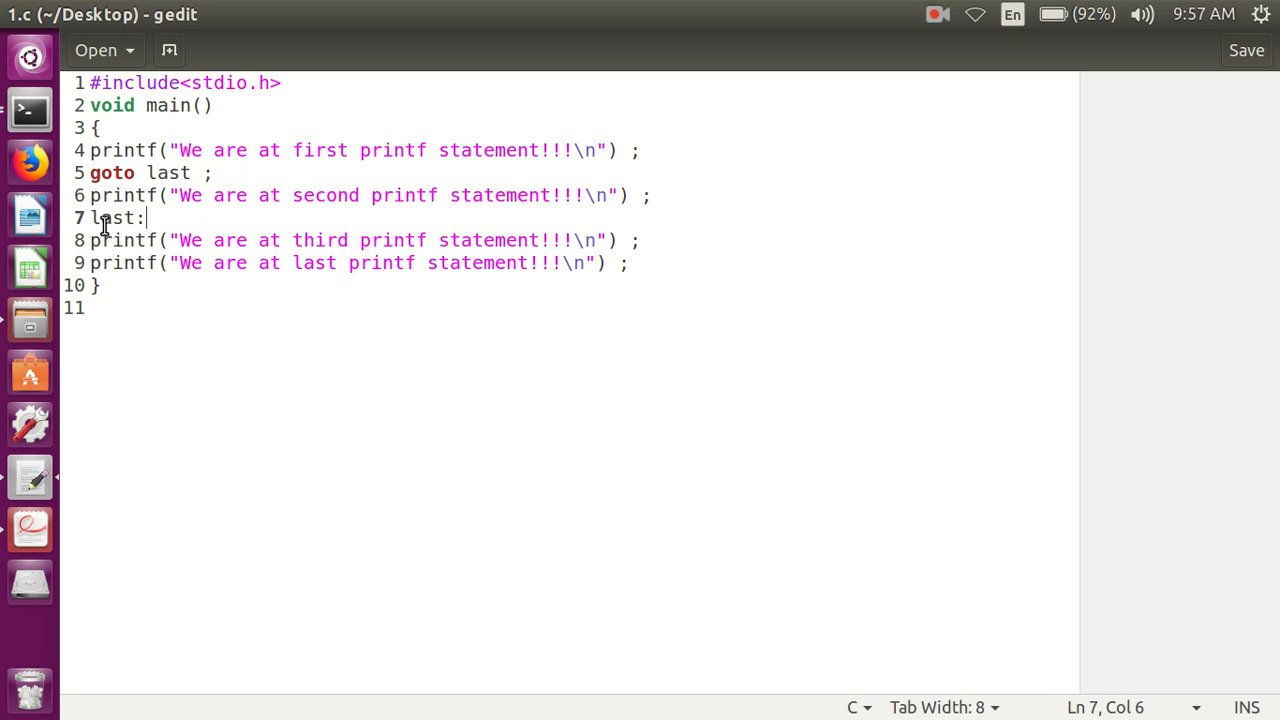 1.c (~/Desktop) - gedit
En (92%) 9:57 AM
Open Save
1 #include<stdio.h>
2 void main()
3 {
4 printf("We are at first printf statement!!!\n") ;
5 goto last ;
6 printf("We are at second printf statement!!!\n") ;
7 last:
8 printf("We are at third printf statement!!!\n") ;
9 printf("We are at last printf statement!!!\n") ;
10 }
11
C Tab Width: 8 Ln 7, Col 6 INS